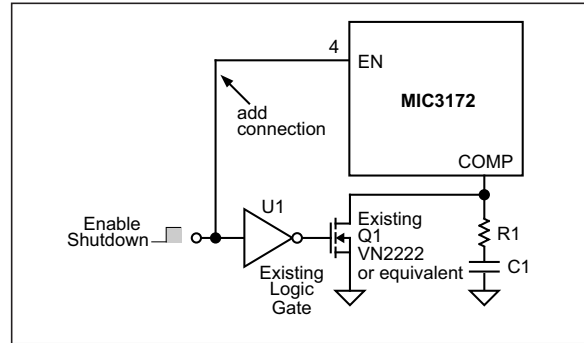 4
EN
MIC3172
add
connection
COMP
Enable
Shutdown
U1
Existing
Logic
Gate
Existing
Q1
VN2222
or equivalent
R1
C1